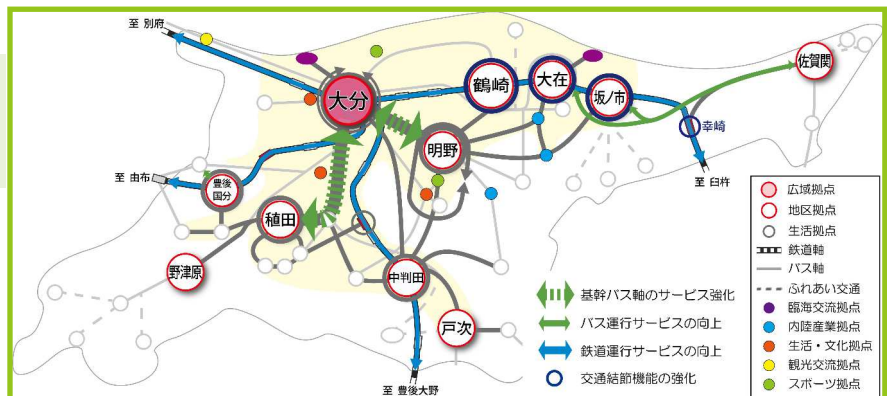 至 別府
大分
鶴崎
大在
坂ノ市
佐賀関
幸崎
至 臼杵
明野
至 由布
豊後
国分
稙田
野津原
中判田
戸次
至 豊後大野
基幹バス軸のサービス強化
バス運行サービスの向上
鉄道運行サービスの向上
交通結節機能の強化
広域拠点
地区拠点
生活拠点
鉄道軸
バス軸
ふれあい交通
臨海交流拠点
内陸産業拠点
生活・文化拠点
観光交流拠点
スポーツ拠点